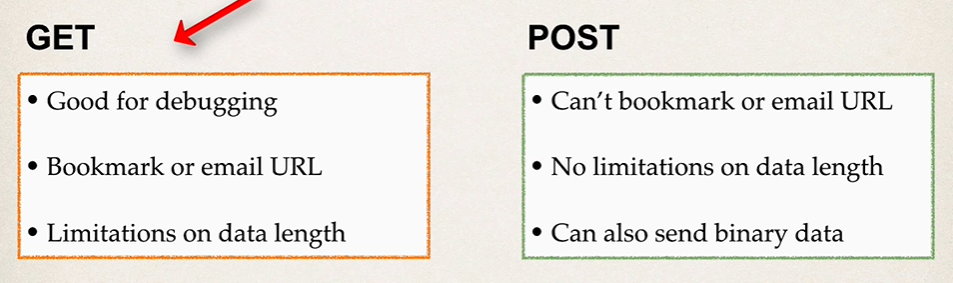 GET
• Good for debugging
• Bookmark or email URL
• Limitations on data length
POST
• Can’t bookmark or email URL
• No limitations on data length
• Can also send binary data